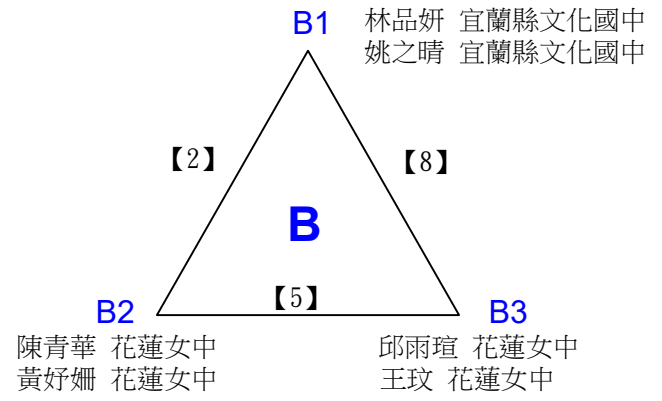 B1
林品妍 宜蘭縣文化國中
姚之晴 宜蘭縣文化國中
【2】
【8】
B
【5】
B2
B3
陳青華 花蓮女中
黃妤姍 花蓮女中
邱雨瑄 花蓮女中
王玟 花蓮女中